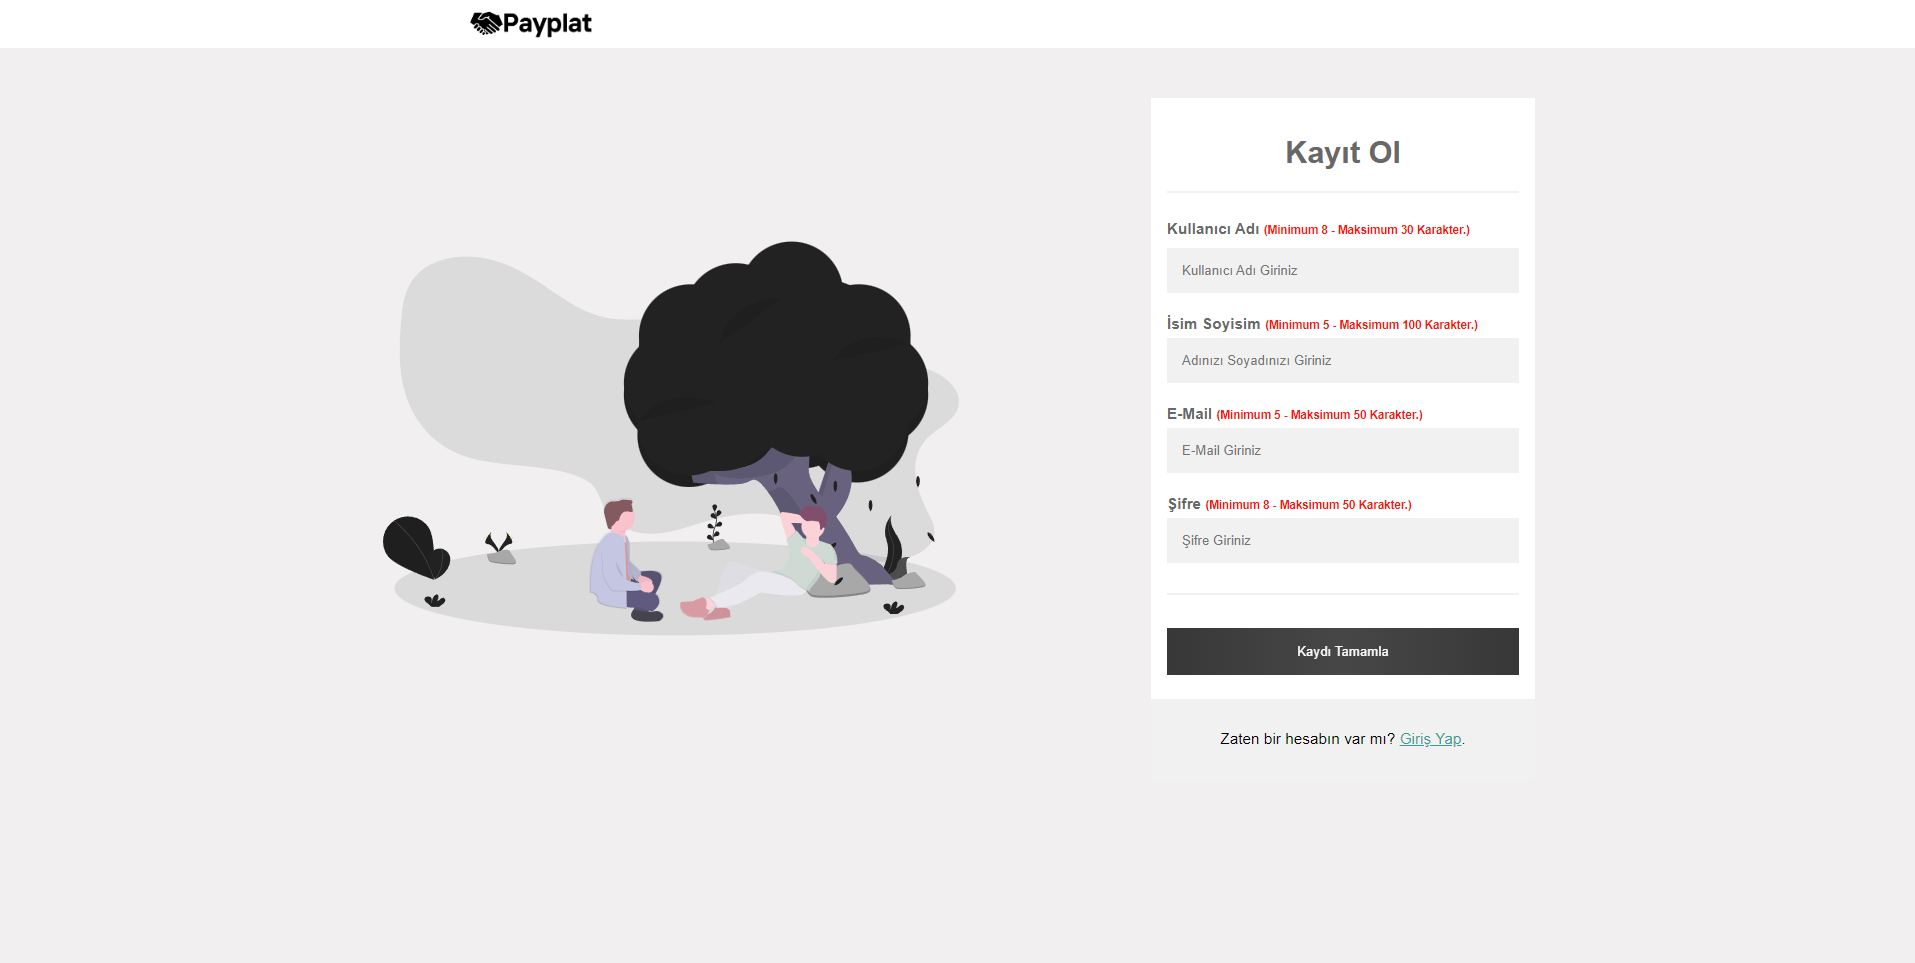 Payplat
Kayıt Ol
Kullanıcı Adı (Minimum 8 - Maksimum 30 Karakter.)
Kullanıcı Adı Giriniz
İsim Soyisim (Minimum 5 - Maksimum 100 Karakter.)
Adınızı Soyadınızı Giriniz
E-Mail (Minimum 5 - Maksimum 50 Karakter.)
E-Mail Giriniz
Şifre (Minimum 8 - Maksimum 50 Karakter.)
Şifre Giriniz
Kaydı Tamamla
Zaten bir hesabın var mı? Giriş Yap.